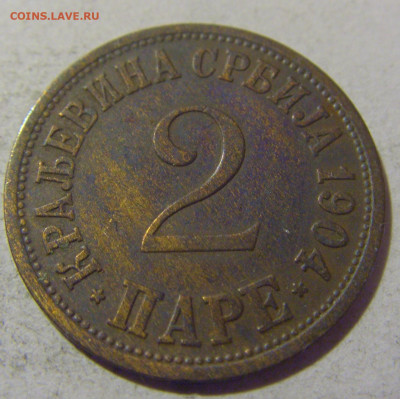 COINS.LAVE.RU
КРАЉЕВИНА СРБИЈА 1904
2
ПАРЕ